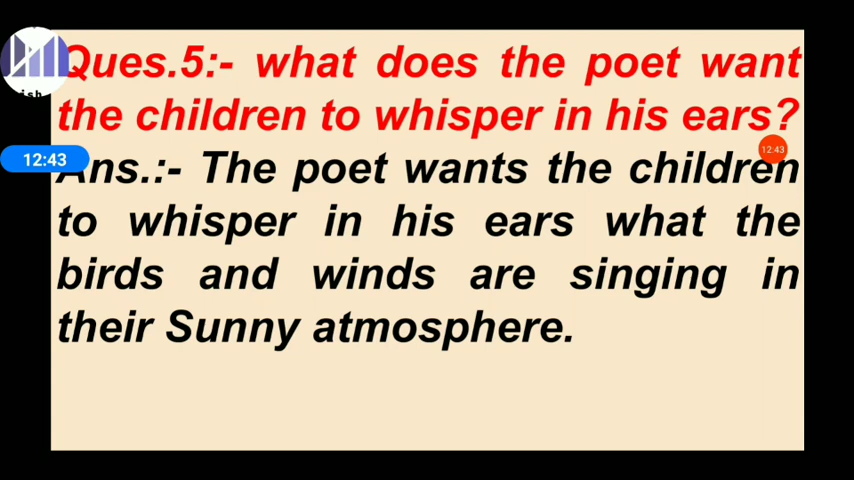 Ques.5:- what does the poet want
the children to whisper in his ears?
12:43
12:43
Ans.:- The poet wants the children
to whisper in his ears what the
birds and winds are singing in
their Sunny atmosphere.
ish